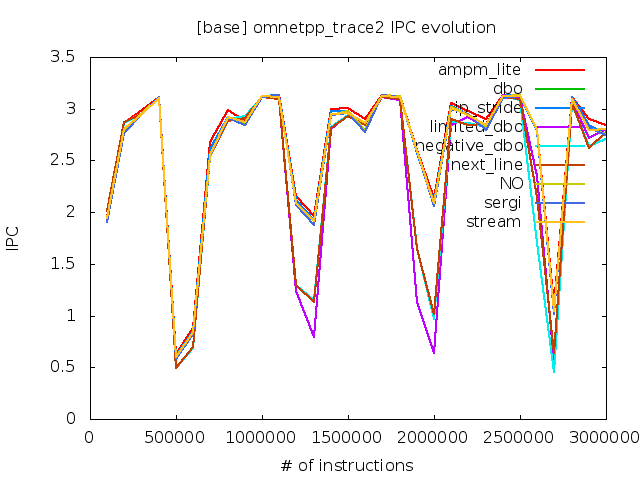 [base] omnetpp_trace2 IPC evolution
3.5
3
2.5
2
1.5
1
0.5
0
IPC
ampm_lite
dbo
ip_stride
limited_dbo
negative_dbo
next_line
NO
sergi
stream
0 500000 1000000 1500000 2000000 2500000 3000000
# of instructions